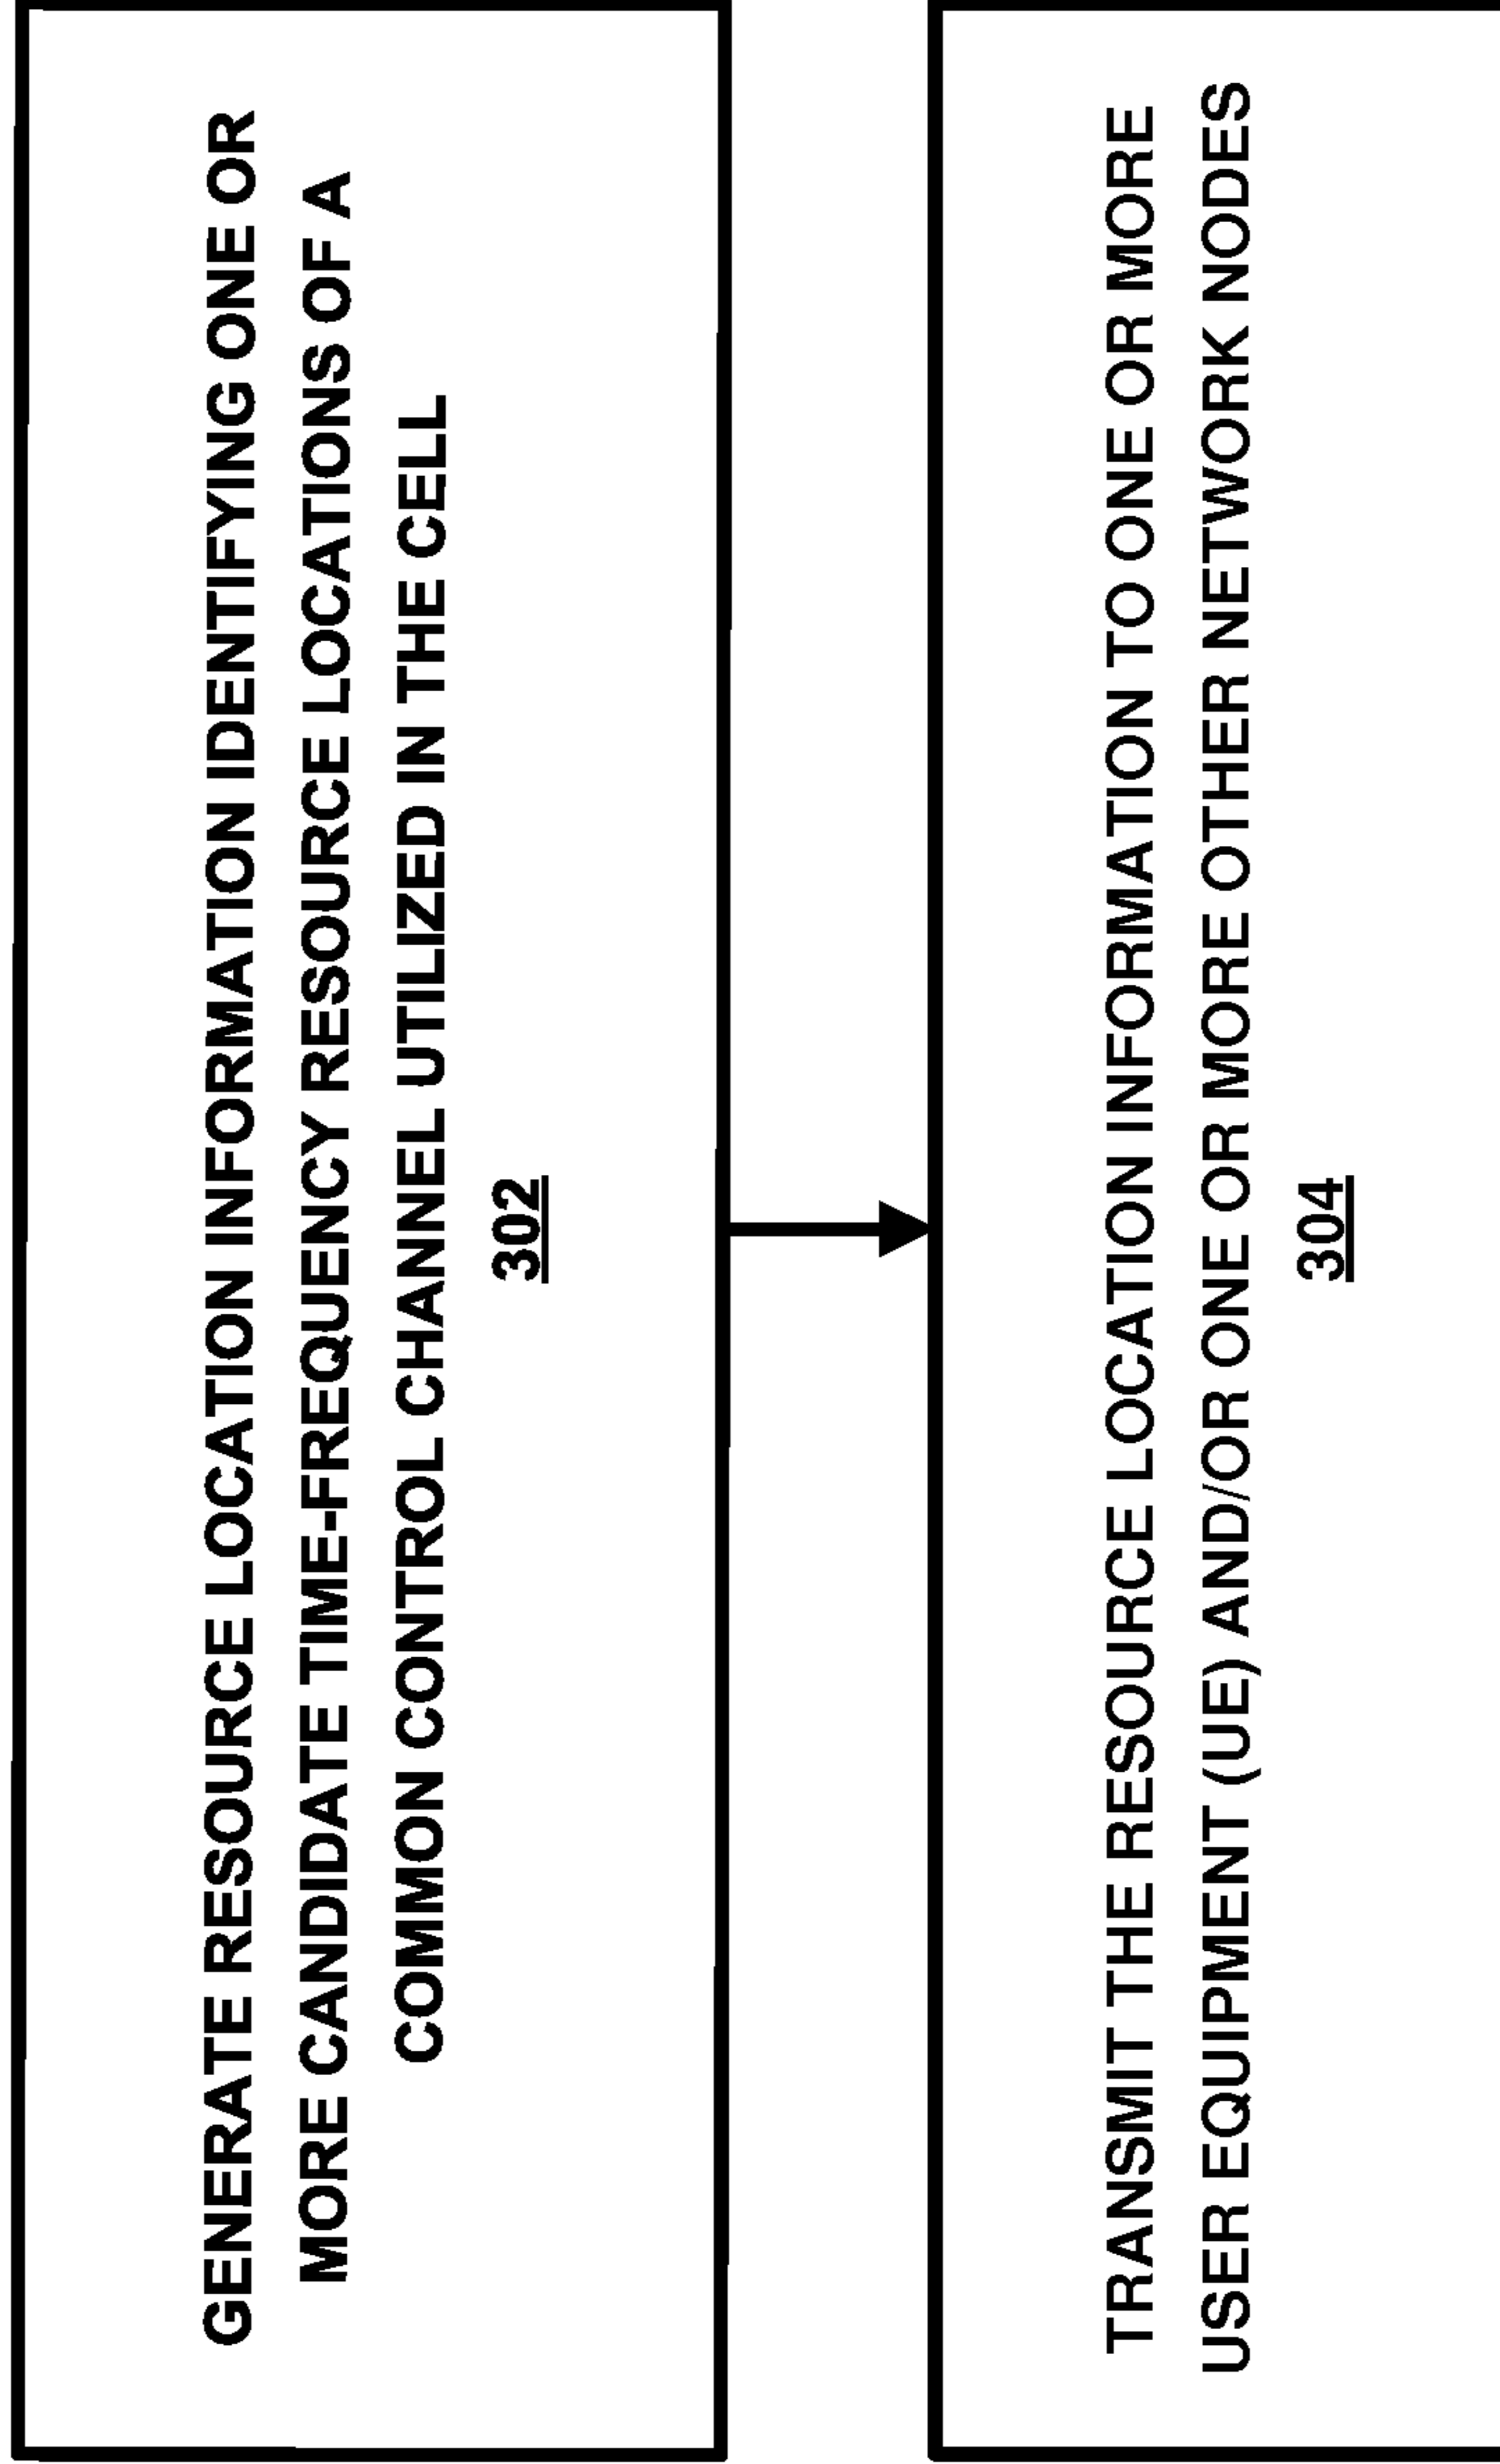 GENERATE RESOURCE LOCATION INFORMATION IDENTIFYING ONE OR
MORE CANDIDATE TIME-FREQUENCY RESOURCE LOCATIONS OF A
COMMON CONTROL CHANNEL UTILIZED IN THE CELL
302
TRANSMIT THE RESOURCE LOCATION INFORMATION TO ONE OR MORE
USER EQUIPMENT (UE) AND/OR ONE OR MORE OTHER NETWORK NODES
304